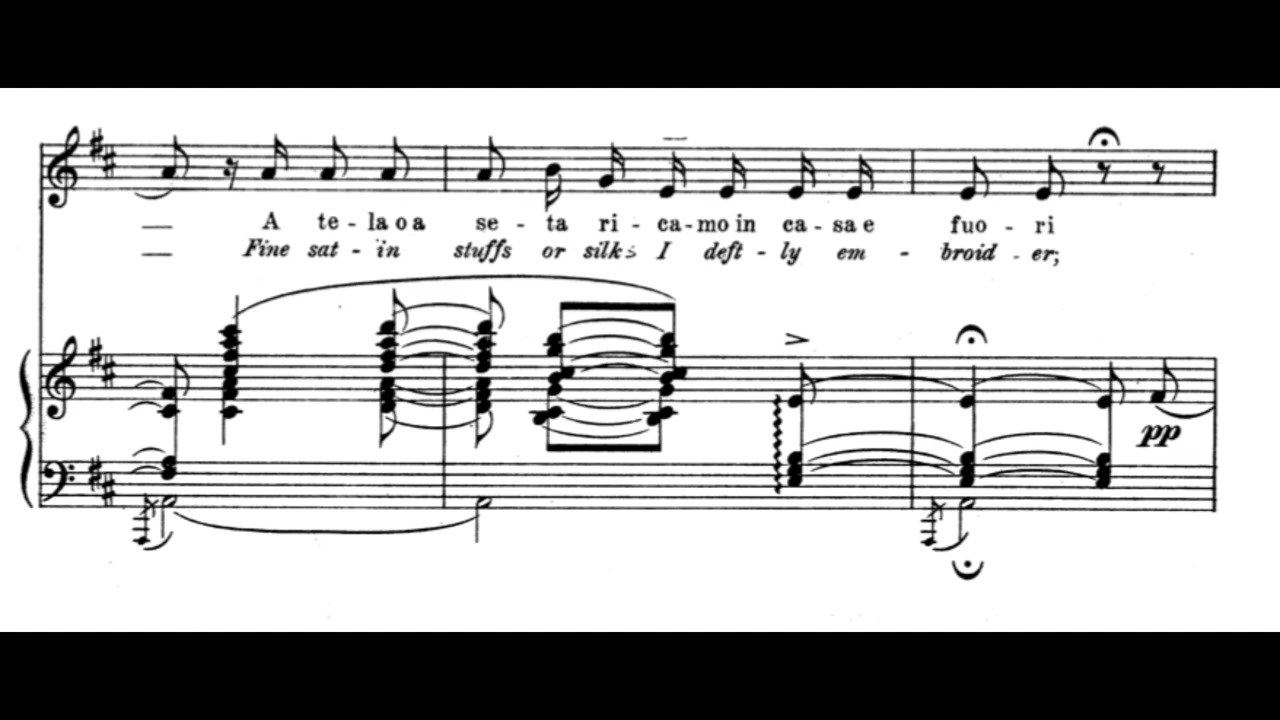 A te - la o a se - ta ri - ca - mo in ca - sa e fuo - ri
Fine sat - in stuffs or silks I deft - ly em - broid - er;
pp